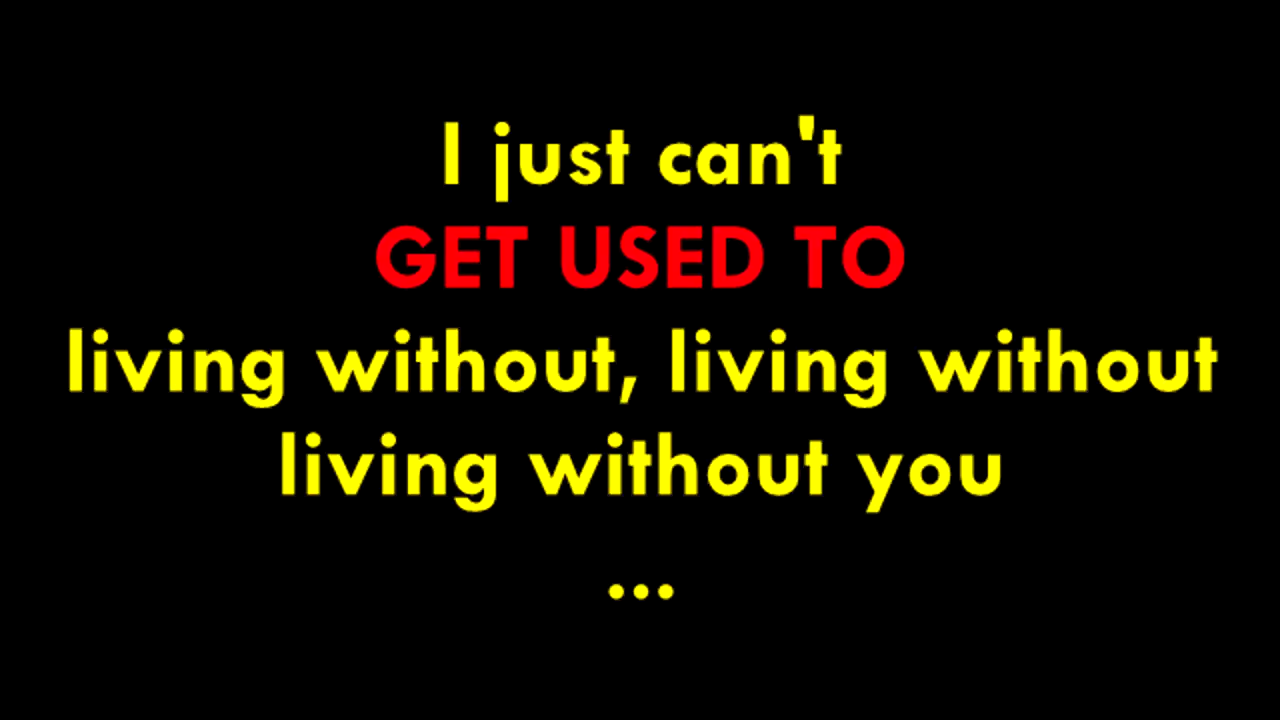 I just can't
GET USED TO
living without, living without
living without you
...